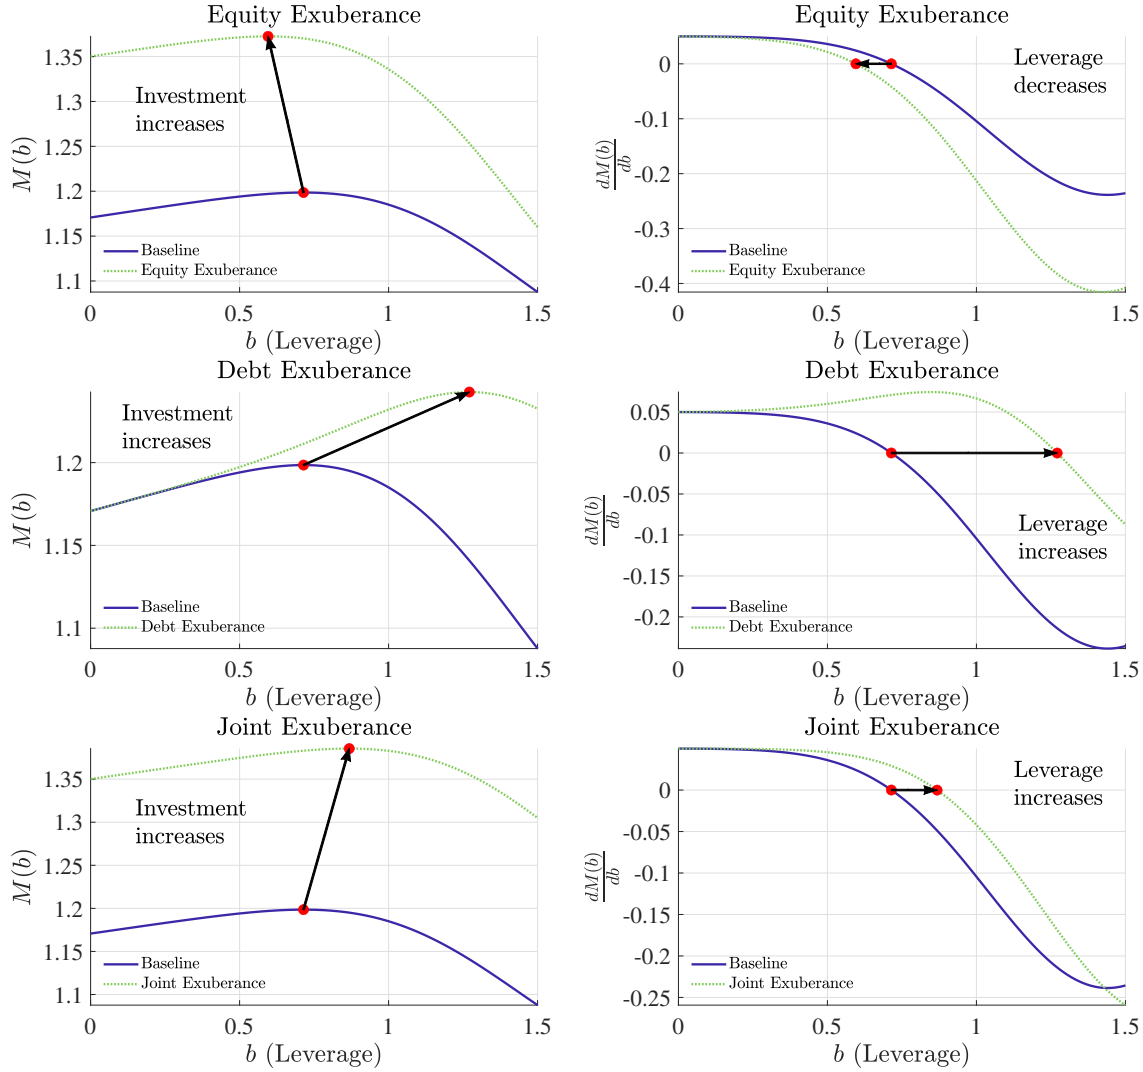 Equity Exuberance
M(b)
1.35
1.3
1.25
1.2
1.15
1.1
Investment
increases
Baseline
Equity Exuberance
0 0.5 1 1.5
b (Leverage)
Equity Exuberance
dM(b)
db
0
-0.1
-0.2
-0.3
-0.4
Leverage
decreases
Baseline
Equity Exuberance
0 0.5 1 1.5
b (Leverage)
Debt Exuberance
M(b)
1.2
1.15
1.1
Investment
increases
Baseline
Debt Exuberance
0 0.5 1 1.5
b (Leverage)
Debt Exuberance
dM(b)
db
0.05
0
-0.05
-0.1
-0.15
-0.2
Leverage
increases
Baseline
Debt Exuberance
0 0.5 1 1.5
b (Leverage)
Joint Exuberance
M(b)
1.35
1.3
1.25
1.2
1.15
1.1
Investment
increases
Baseline
Joint Exuberance
0 0.5 1 1.5
b (Leverage)
Joint Exuberance
dM(b)
db
0
-0.05
-0.1
-0.15
-0.2
-0.25
Leverage
increases
Baseline
Joint Exuberance
0 0.5 1 1.5
b (Leverage)